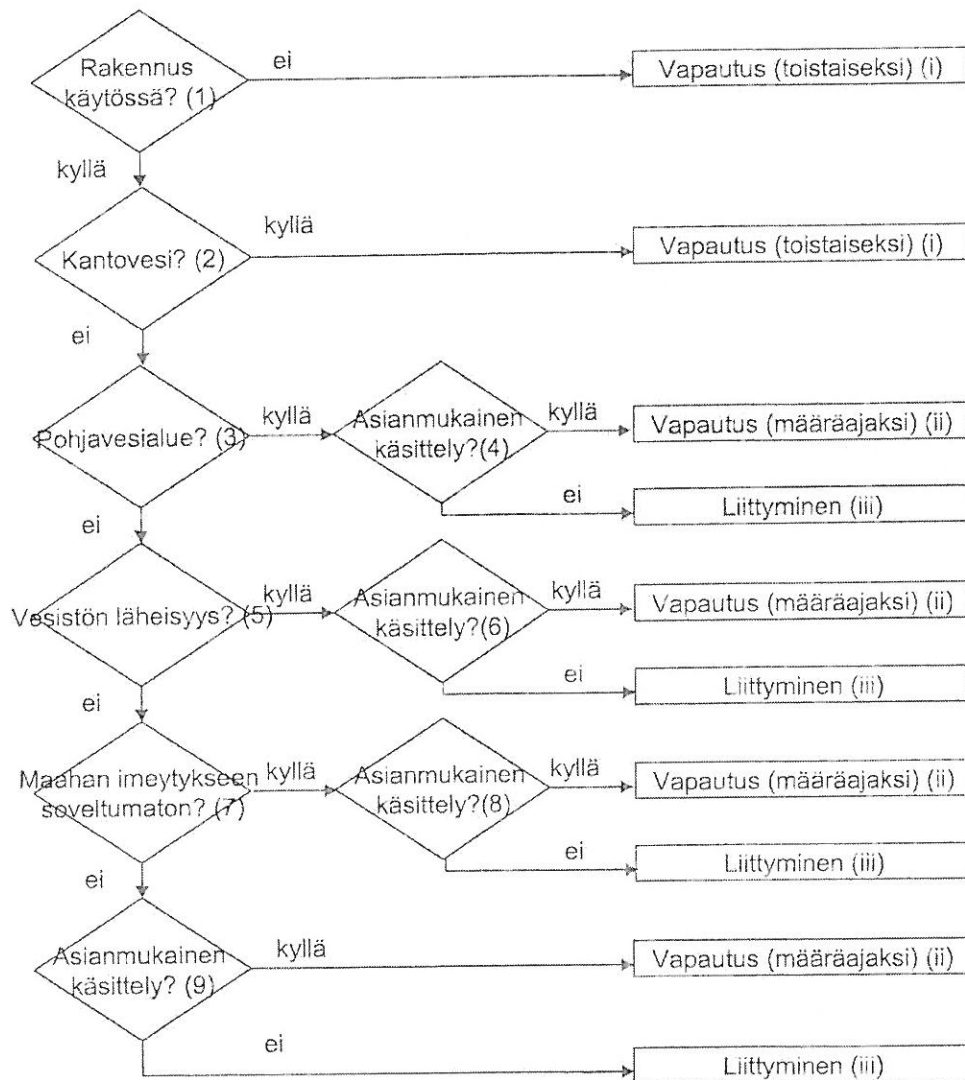 Rakennus
käytössä? (1)
ei
Vapautus (toistaiseksi) (i)
kyllä
Kantovesi? (2)
kyllä
Vapautus (toistaiseksi) (i)
ei
Pohjavesialue? (3)
kyllä
Asianmukainen
käsittely?(4)
kyllä
Vapautus (määräajaksi) (ii)
ei
Liittyminen (iii)
ei
Vesistön läheisyys? (5)
kyllä
Asianmukainen
käsittely?(6)
kyllä
Vapautus (määräajaksi) (ii)
ei
Liittyminen (iii)
ei
Maahan imeytykseen
soveltumaton? (7)
kyllä
Asianmukainen
käsittely?(8)
kyllä
Vapautus (määräajaksi) (ii)
ei
Liittyminen (iii)
ei
Asianmukainen
käsittely? (9)
kyllä
Vapautus (määräajaksi) (ii)
ei
Liittyminen (iii)